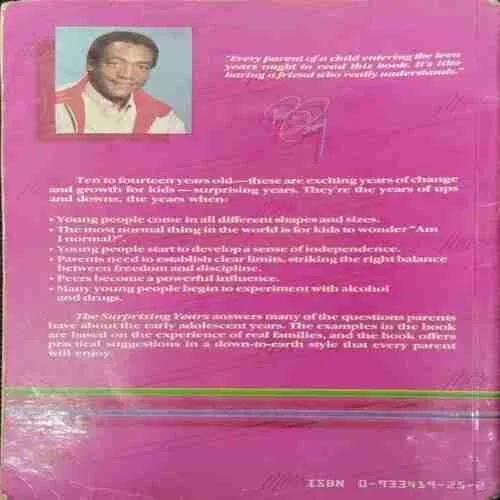 "Every parent of a child entering the teen
years ought to read this book. It's like
having a friend who really understands."
Ten to fourteen years old—these are exciting years of change
and growth for kids — surprising years. They're the years of ups
and downs, the years when:
• Young people come in all different shapes and sizes.
• The most normal thing in the world is for kids to wonder "Am
I normal?".
• Young people start to develop a sense of independence.
• Parents need to establish clear limits, striking the right balance
between freedom and discipline.
• Peers become a powerful influence.
• Many young people begin to experiment with alcohol
and drugs.
The Surprising Years answers many of the questions parents
have about the early adolescent years. The examples in the book
are based on the experience of real families, and the book offers
practical suggestions in a down-to-earth style that every parent
will enjoy.
ISBN 0-933419-25-2